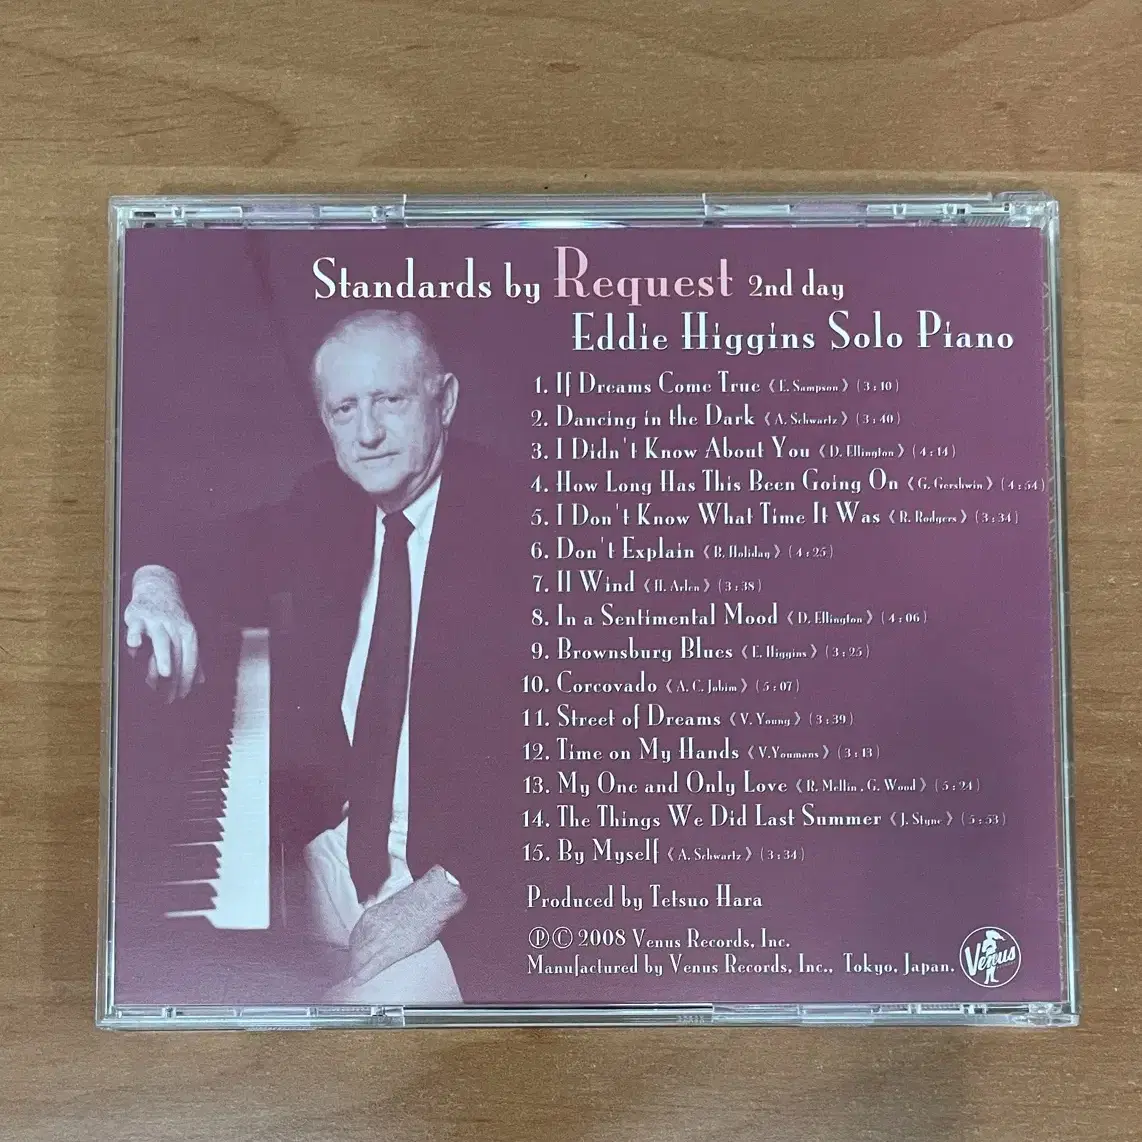 Standards by Request 2nd day
Eddie Higgins Solo Piano
1. If Dreams Come True《E. Sampson》(3:10)
2. Dancing in the Dark《A. Schwartz》(3:40)
3. I Didn't Know About You《D. Ellington》(4:14)
4. How Long Has This Been Going On《G. Gershwin》(4:54)
5. I Don't Know What Time It Was《R. Rodgers》(3:34)
6. Don't Explain《B. Holiday》(4:25)
7. Il Wind《H. Arlen》(3:38)
8. In a Sentimental Mood《D. Ellington》(4:06)
9. Brownsburg Blues《E. Higgins》(3:25)
10. Corcovado《A. C. Jobim》(5:07)
11. Street of Dreams《V. Young》(3:39)
12. Time on My Hands《V.Youmans》(3:13)
13. My One and Only Love《R. Mellin . G. Wood》(5:24)
14. The Things We Did Last Summer《J. Styne》(5:53)
15. By Myself《A. Schwartz》(3:34)
Produced by Tetsuo Hara
℗© 2008 Venus Records, Inc.
Manufactured by Venus Records, Inc., Tokyo, Japan.
Venus